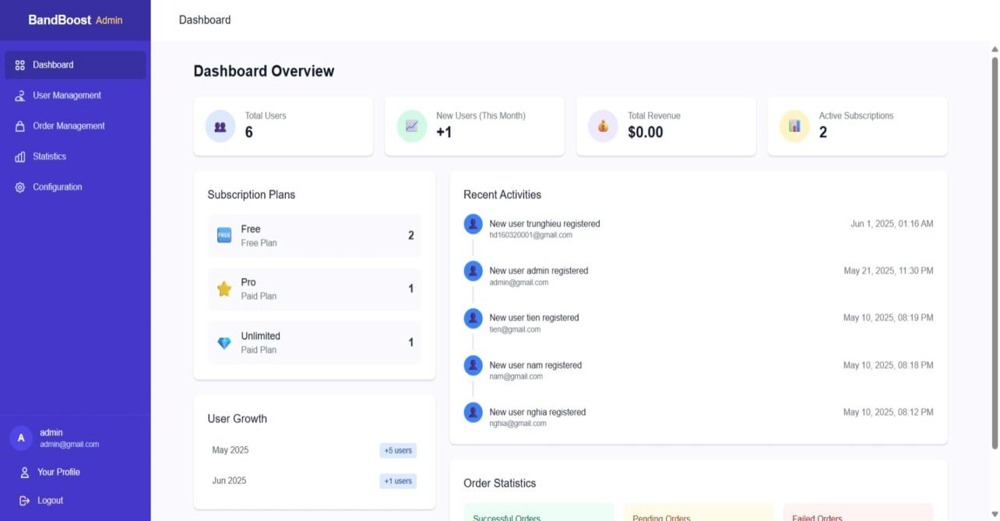 BandBoost Admin
Dashboard
User Management
Order Management
Statistics
Configuration
A
admin
admin@gmail.com
Your Profile
Logout
Dashboard
Dashboard Overview
Total Users
6
New Users (This Month)
+1
Total Revenue
$0.00
Active Subscriptions
2
Subscription Plans
FREE
Free
Free Plan
2
Pro
Paid Plan
1
Unlimited
Paid Plan
1
User Growth
May 2025 +5 users
Jun 2025 +1 users
Recent Activities
New user trunghieu registered Jun 1, 2025, 01:16 AM
hd160320001@gmail.com
New user admin registered May 21, 2025, 11:30 PM
admin@gmail.com
New user tien registered May 10, 2025, 08:19 PM
tien@gmail.com
New user nam registered May 10, 2025, 08:18 PM
nam@gmail.com
New user nghia registered May 10, 2025, 08:12 PM
nghia@gmail.com
Order Statistics
Successful Orders Pending Orders Failed Orders